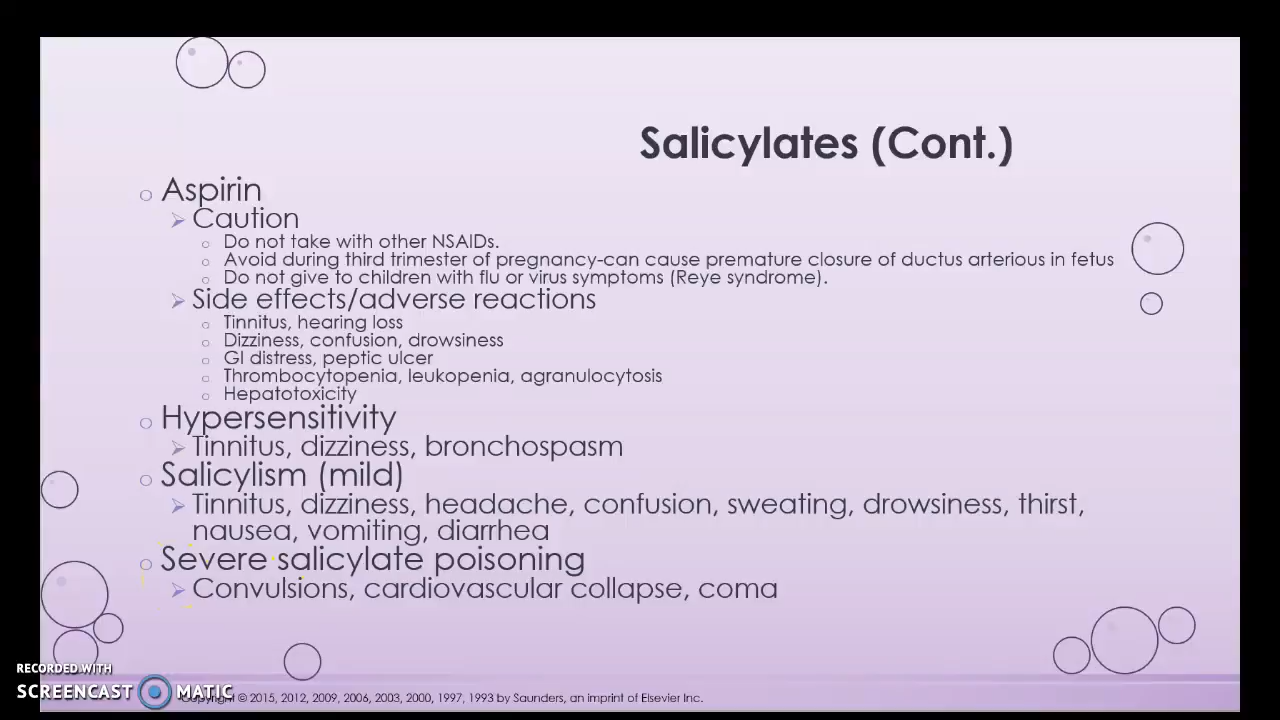 Salicylates (Cont.)
Aspirin
Caution
Do not take with other NSAIDs.
Avoid during third trimester of pregnancy-can cause premature closure of ductus arterious in fetus
Do not give to children with flu or virus symptoms (Reye syndrome).
Side effects/adverse reactions
Tinnitus, hearing loss
Dizziness, confusion, drowsiness
GI distress, peptic ulcer
Thrombocytopenia, leukopenia, agranulocytosis
Hepatotoxicity
Hypersensitivity
Tinnitus, dizziness, bronchospasm
Salicylism (mild)
Tinnitus, dizziness, headache, confusion, sweating, drowsiness, thirst,
nausea, vomiting, diarrhea
Severe salicylate poisoning
Convulsions, cardiovascular collapse, coma
RECORDED WITH
SCREENCAST MATIC
Copyright © 2015, 2012, 2009, 2006, 2003, 2000, 1997, 1993 by Saunders, an imprint of Elsevier Inc.